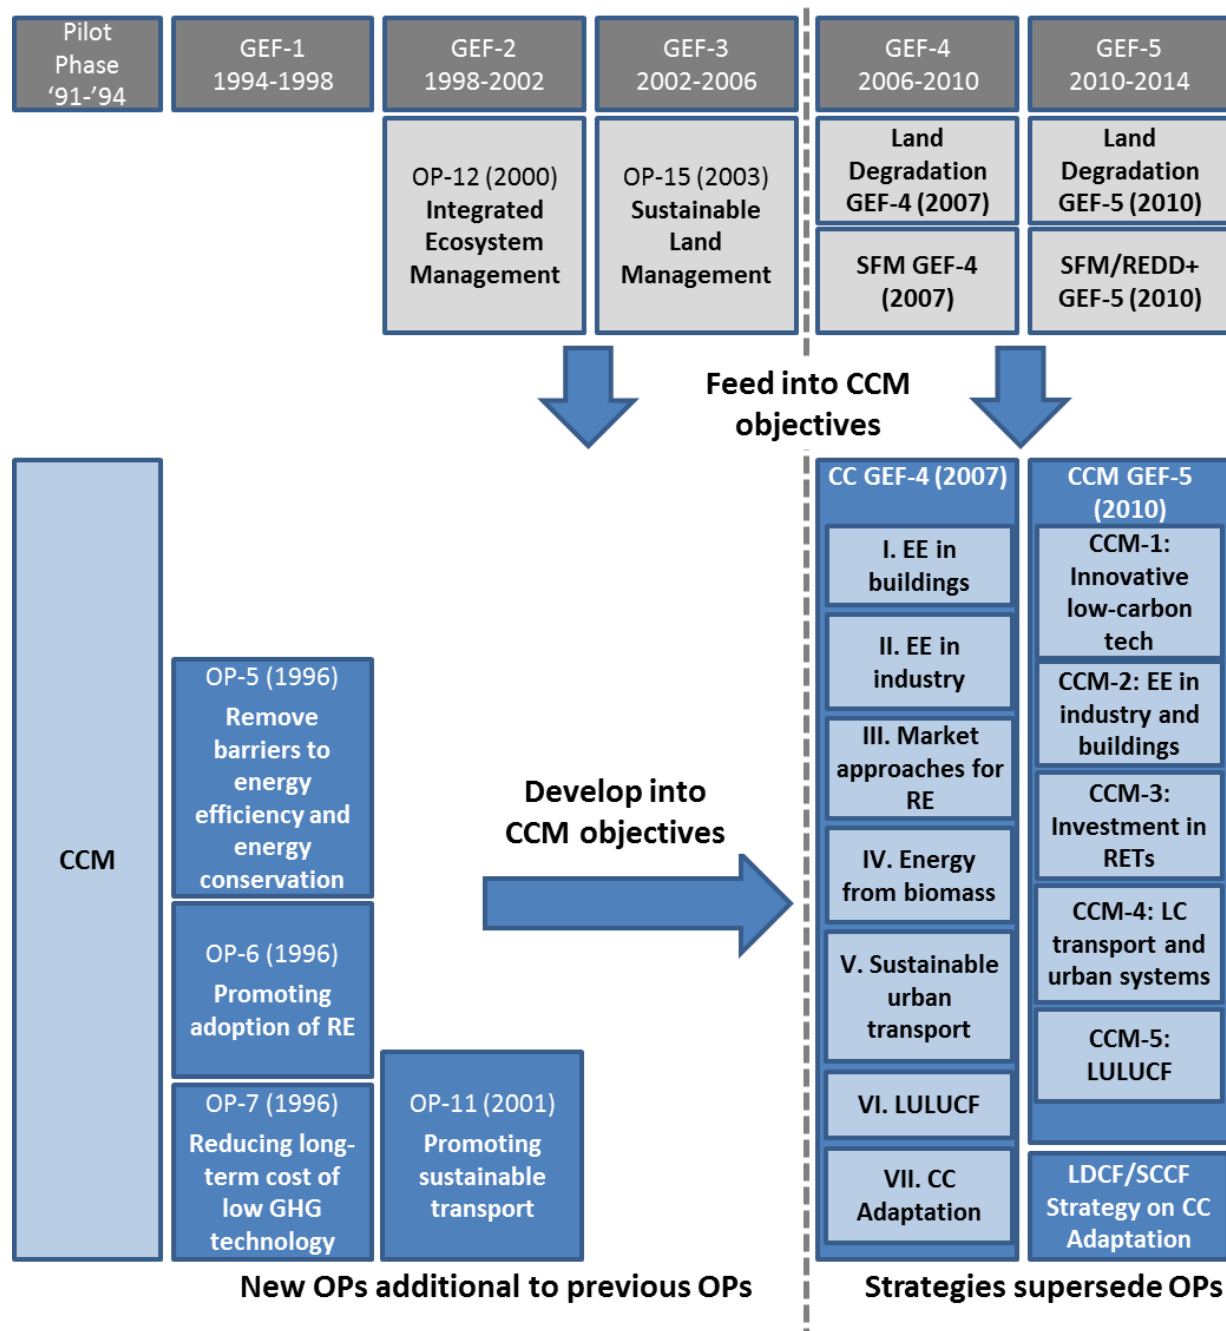 Pilot
Phase
‘91-’94
GEF-1
1994-1998
GEF-2
1998-2002
GEF-3
2002-2006
GEF-4
2006-2010
GEF-5
2010-2014
OP-12 (2000)
Integrated
Ecosystem
Management
OP-15 (2003)
Sustainable
Land
Management
Land
Degradation
GEF-4 (2007)
Land
Degradation
GEF-5 (2010)
SFM GEF-4
(2007)
SFM/REDD+
GEF-5 (2010)
Feed into CCM
objectives
CCM
OP-5 (1996)
Remove
barriers to
energy
efficiency and
energy
conservation
OP-6 (1996)
Promoting
adoption of RE
OP-7 (1996)
Reducing long-
term cost of
low GHG
technology
OP-11 (2001)
Promoting
sustainable
transport
Develop into
CCM objectives
CC GEF-4 (2007)
I. EE in
buildings
II. EE in
industry
III. Market
approaches for
RE
IV. Energy
from biomass
V. Sustainable
urban
transport
VI. LULUCF
VII. CC
Adaptation
CCM GEF-5
(2010)
CCM-1:
Innovative
low-carbon
tech
CCM-2: EE in
industry and
buildings
CCM-3:
Investment in
RETs
CCM-4: LC
transport and
urban systems
CCM-5:
LULUCF
LDCF/SCCF
Strategy on CC
Adaptation
New OPs additional to previous OPs
Strategies supersede OPs